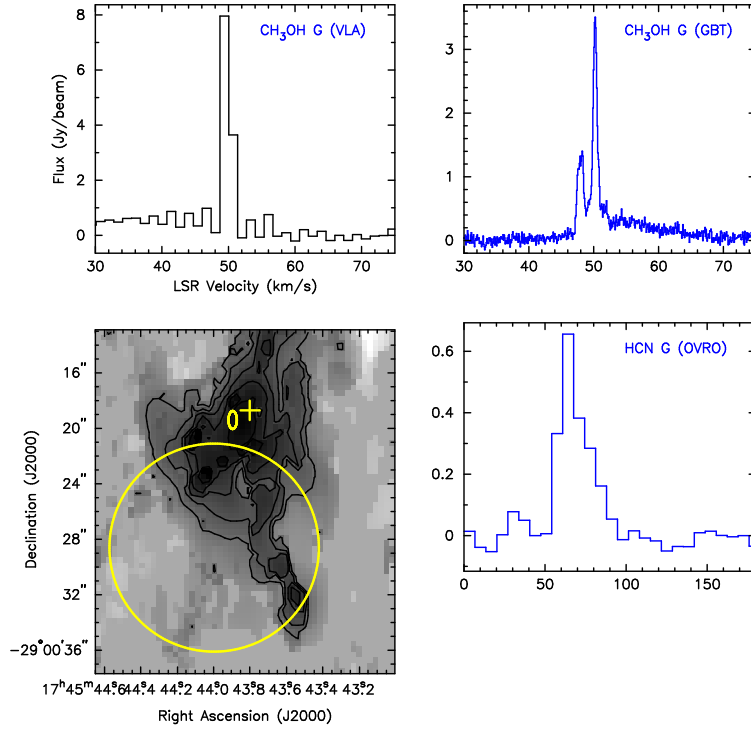 CH₃OH G (VLA)
8
6
4
2
0
Flux (Jy/beam)
30 40 50 60 70
LSR Velocity (km/s)
CH₃OH G (GBT)
3.6
2.4
1.2
0
30 40 50 60 70
16"
20"
24"
28"
32"
-29°00'36"
Declination (J2000)
17ʰ45ᵐ44ˢ.6 44ˢ.4 44ˢ.2 44ˢ.0 43ˢ.8 43ˢ.6 43ˢ.4 43ˢ.2
Right Ascension (J2000)
HCN G (OVRO)
0.6
0.4
0.2
0
0 50 100 150